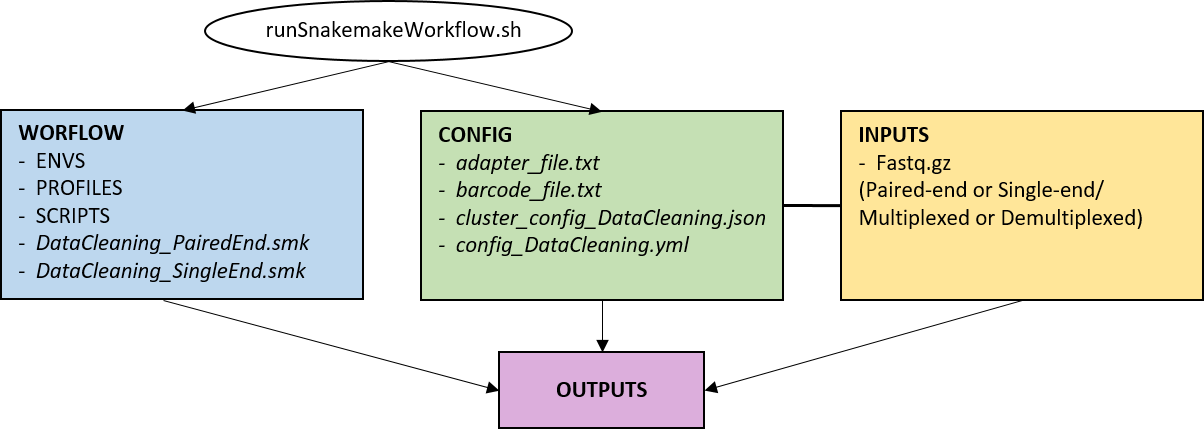 runSnakemakeWorkflow.sh
WORFLOW
- ENVS
- PROFILES
- SCRIPTS
- DataCleaning_PairedEnd.smk
- DataCleaning_SingleEnd.smk
CONFIG
- adapter_file.txt
- barcode_file.txt
- cluster_config_DataCleaning.json
- config_DataCleaning.yml
INPUTS
- Fastq.gz
(Paired-end or Single-end/
Multiplexed or Demultiplexed)
OUTPUTS